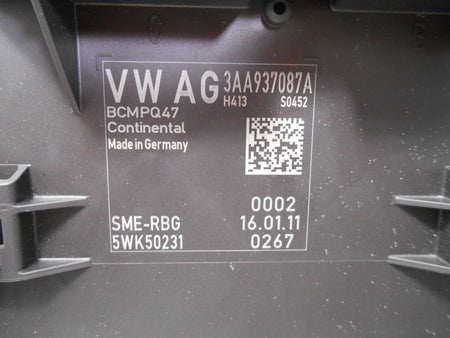 VW AG 3AA937087A
H413 S0452
BCMPQ47
Continental
Made in Germany
0002
SME-RBG 16.01.11
5WK50231 0267